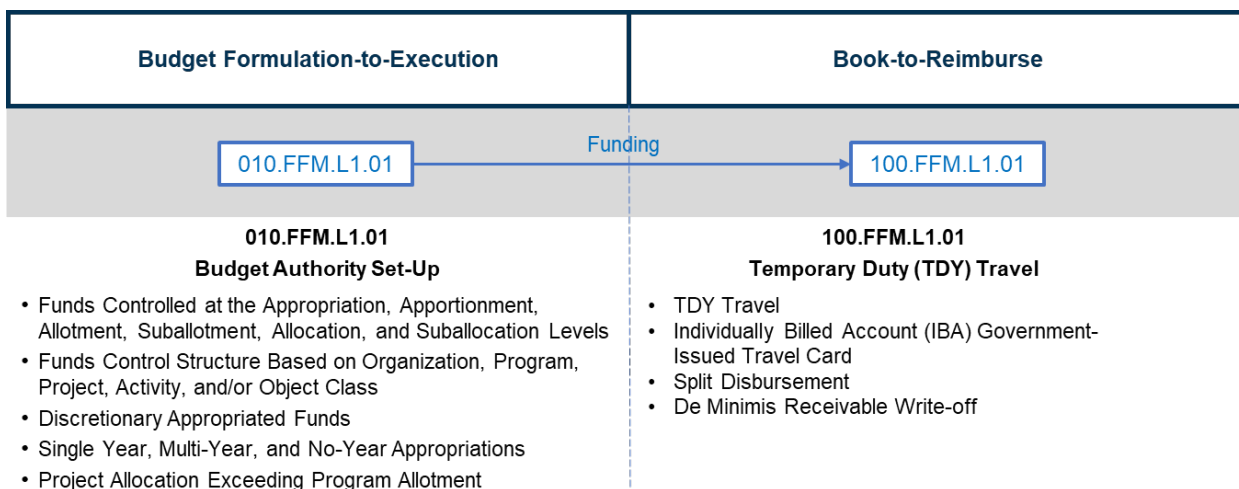 Budget Formulation-to-Execution
Book-to-Reimburse
Funding
010.FFM.L1.01
100.FFM.L1.01
010.FFM.L1.01
Budget Authority Set-Up
• Funds Controlled at the Appropriation, Apportionment,
Allotment, Suballotment, Allocation, and Suballocation Levels
• Funds Control Structure Based on Organization, Program,
Project, Activity, and/or Object Class
• Discretionary Appropriated Funds
• Single Year, Multi-Year, and No-Year Appropriations
• Project Allocation Exceeding Program Allotment
100.FFM.L1.01
Temporary Duty (TDY) Travel
• TDY Travel
• Individually Billed Account (IBA) Government-
Issued Travel Card
• Split Disbursement
• De Minimis Receivable Write-off